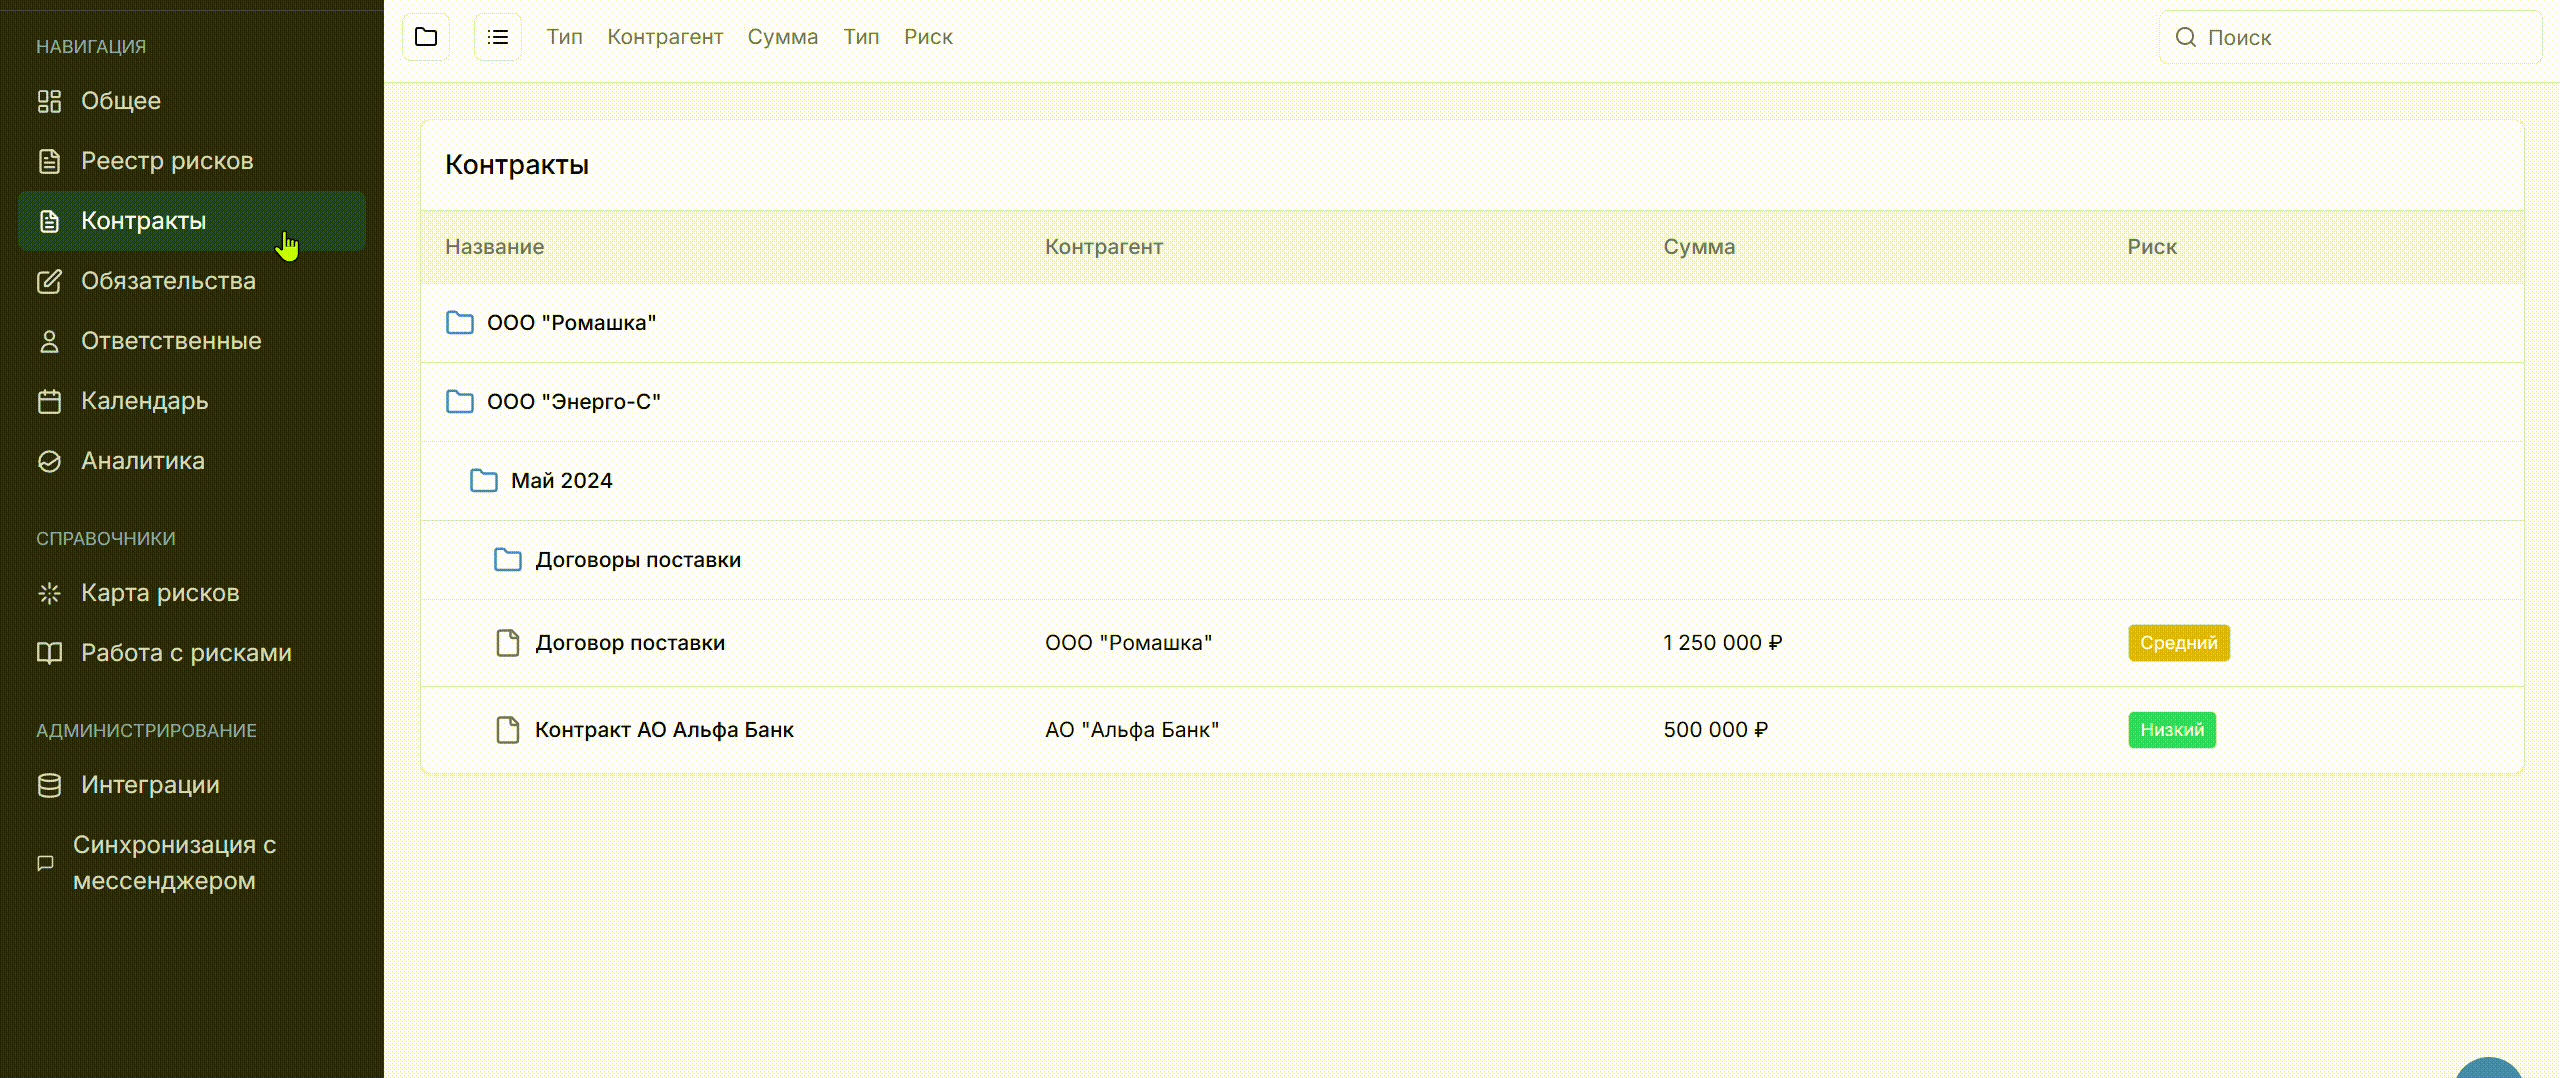 НАВИГАЦИЯ
Общее
Реестр рисков
Контракты
Обязательства
Ответственные
Календарь
Аналитика
СПРАВОЧНИКИ
Карта рисков
Работа с рисками
АДМИНИСТРИРОВАНИЕ
Интеграции
Синхронизация с
мессенджером
Тип Контрагент Сумма Тип Риск
Поиск
Контракты
Название Контрагент Сумма Риск
ООО "Ромашка"
ООО "Энерго-С"
Май 2024
Договоры поставки
Договор поставки ООО "Ромашка" 1 250 000 ₽ Средний
Контракт АО Альфа Банк АО "Альфа Банк" 500 000 ₽ Низкий